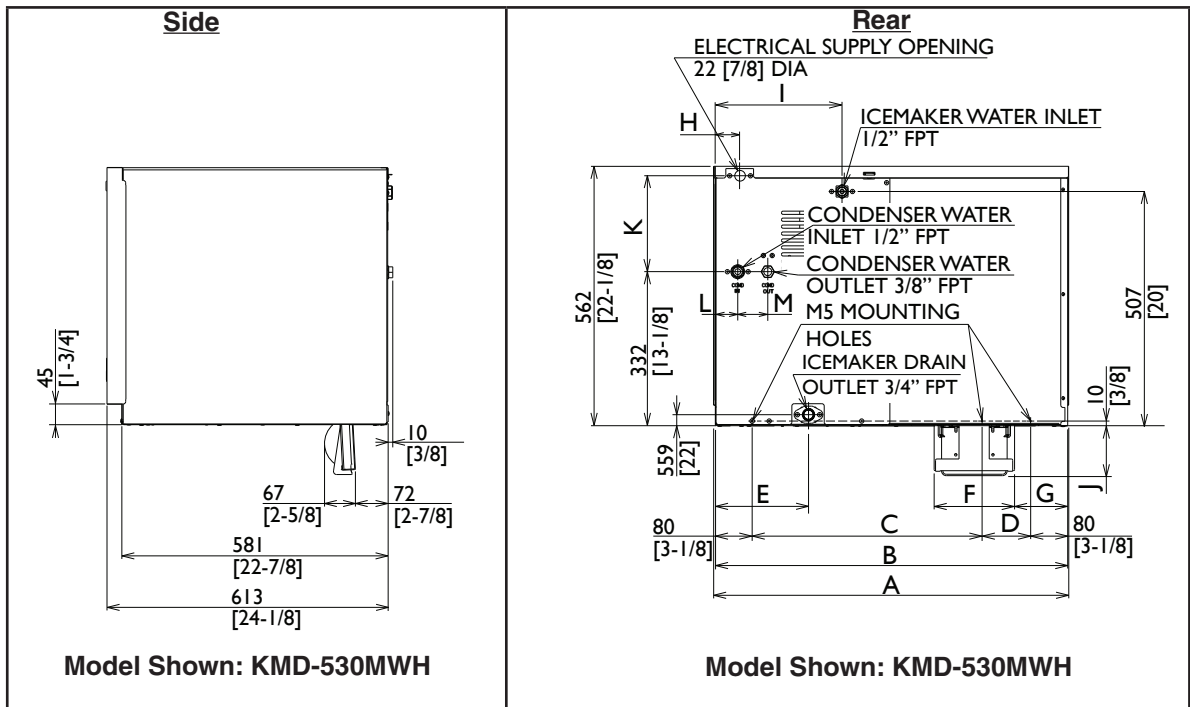 Side
45
[1-3/4]
10
[3/8]
67
[2-5/8]
72
[2-7/8]
581
[22-7/8]
613
[24-1/8]
Model Shown: KMD-530MWH
Rear
ELECTRICAL SUPPLY OPENING
22 [7/8] DIA
I
H
ICEMAKER WATER INLET
1/2” FPT
K
CONDENSER WATER
INLET 1/2” FPT
CONDENSER WATER
OUTLET 3/8” FPT
COND
IN
COND
OUT
L
M
M5 MOUNTING
HOLES
ICEMAKER DRAIN
OUTLET 3/4” FPT
562
[22-1/8]
332
[13-1/8]
507
[20]
10
[3/8]
559
[22]
J
E
F
G
80
[3-1/8]
C
D
80
[3-1/8]
B
A
Model Shown: KMD-530MWH